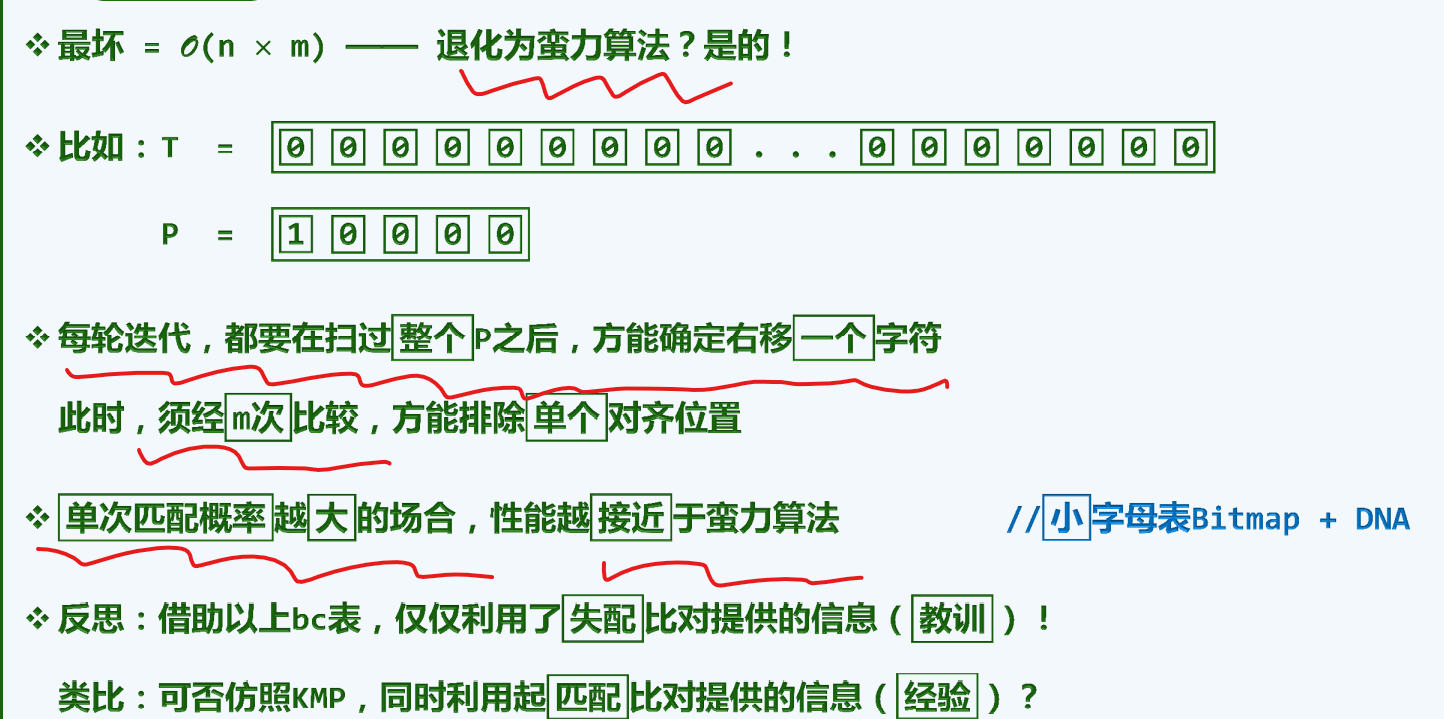 ❖ 最坏 = O(n × m) —— 退化为蛮力算法？是的！
❖ 比如：T = 0 0 0 0 0 0 0 0 0 . . . 0 0 0 0 0 0 0
P = 1 0 0 0 0
❖ 每轮迭代，都要在扫过整个P之后，方能确定右移一个字符
此时，须经m次比较，方能排除单个对齐位置
❖ 单次匹配概率越大的场合，性能越接近于蛮力算法 //小字母表Bitmap + DNA
❖ 反思：借助以上bc表，仅仅利用了失配比对提供的信息（教训）！
类比：可否仿照KMP，同时利用起匹配比对提供的信息（经验）？